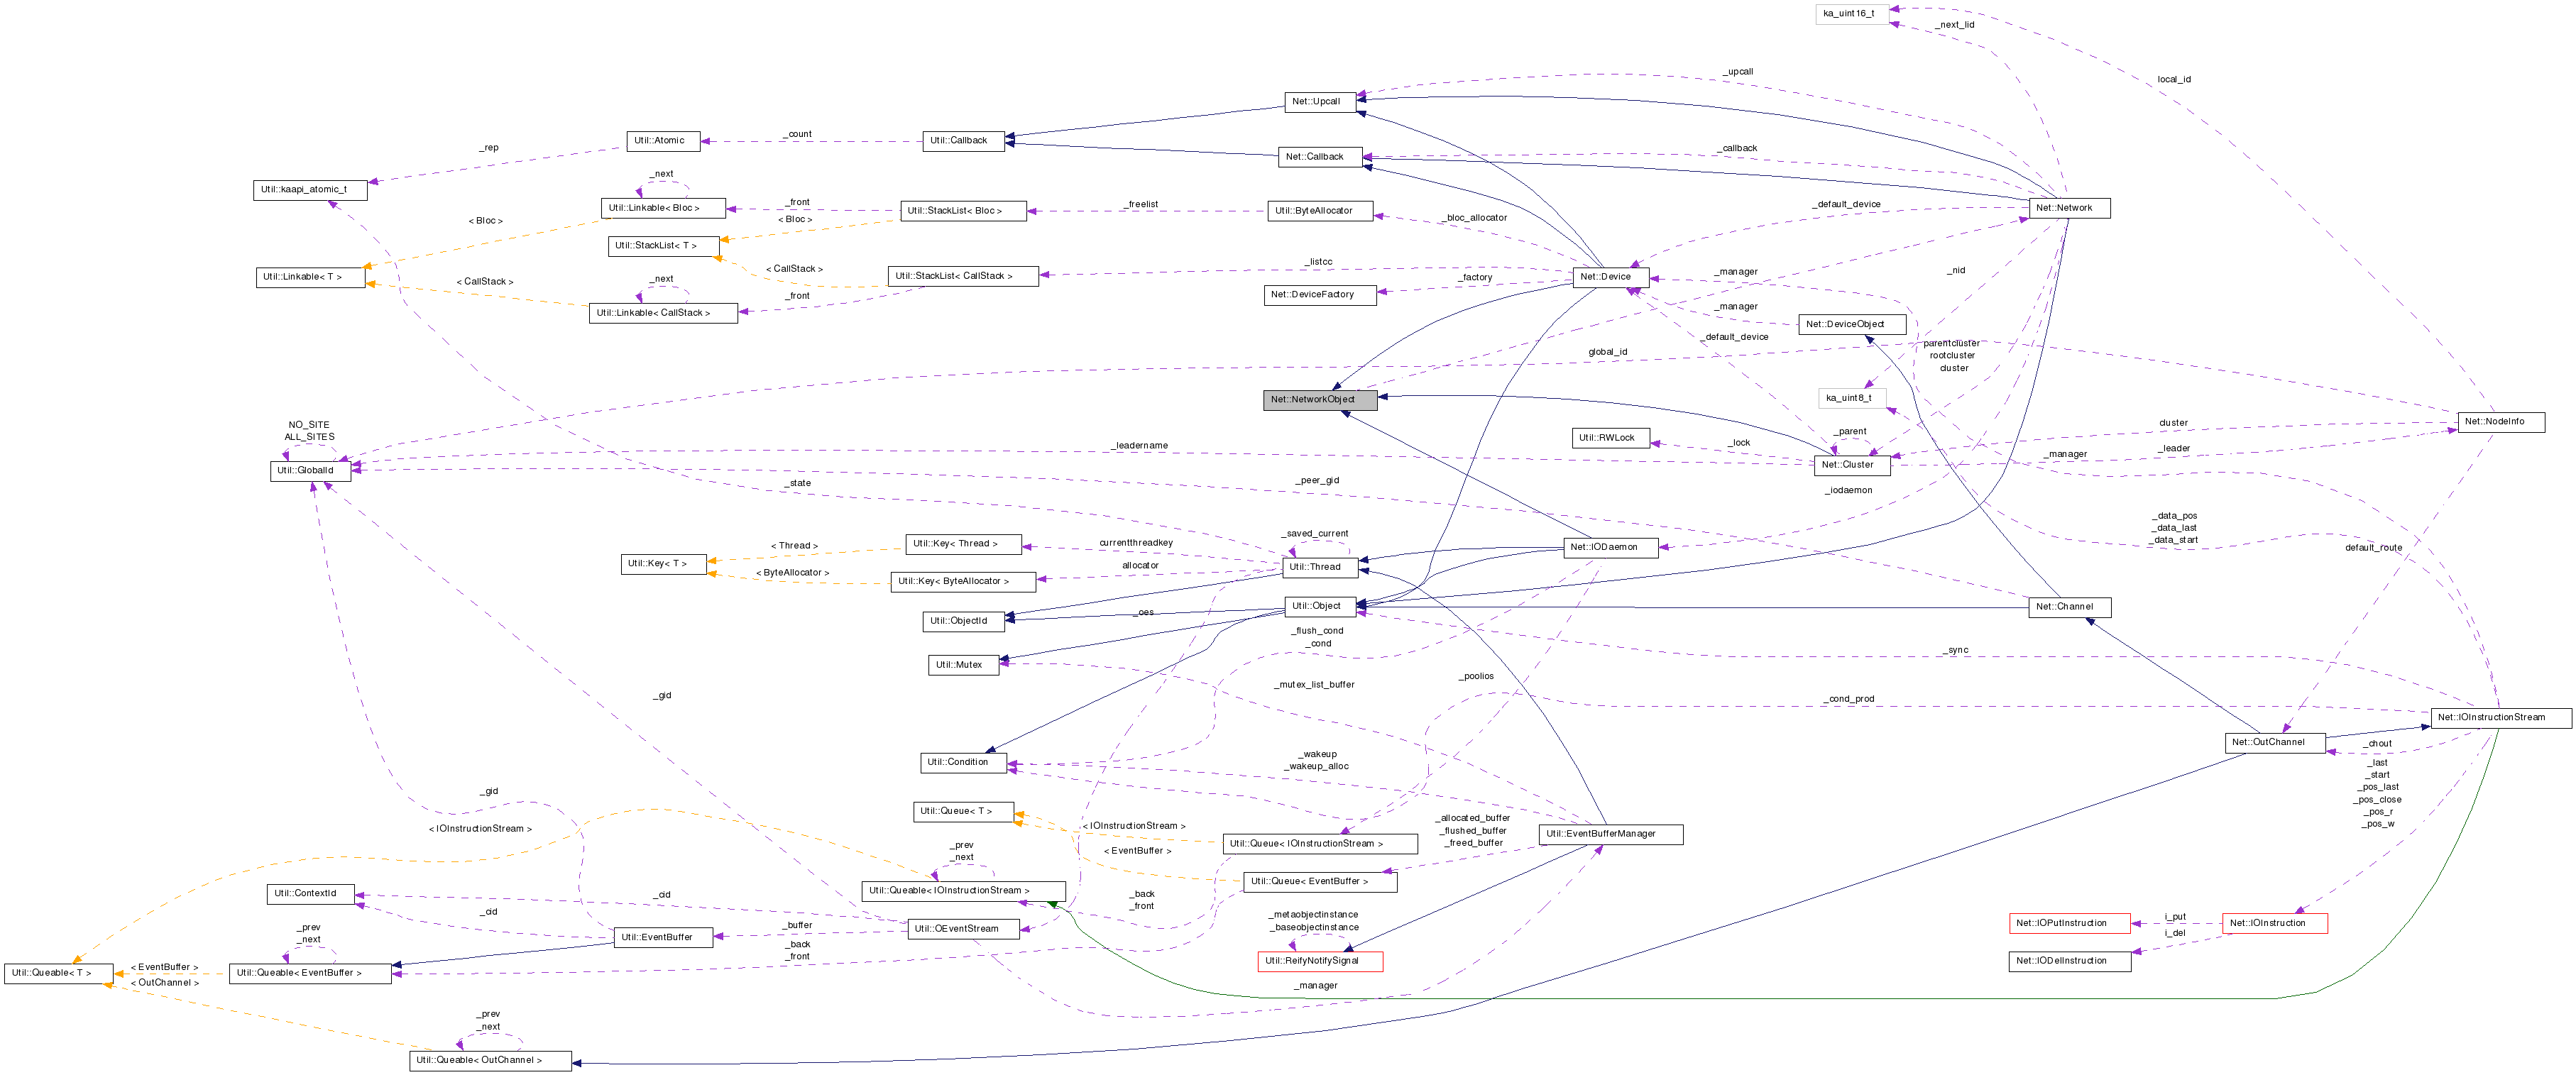 ka_uint16_t
_next_lid
local_id
_upcall
Net::Upcall
Util::Atomic
_count
Util::Callback
_rep
Net::Callback
_callback
Util::kaapi_atomic_t
_next
Util::Linkable< Bloc >
_front
Util::StackList< Bloc >
_freelist
Util::ByteAllocator
_bloc_allocator
_default_device
Net::Network
< Bloc >
< Bloc >
Util::StackList< T >
Util::Linkable< T >
< CallStack >
_listcc
Util::StackList< CallStack >
_factory
Net::Device
_manager
_nid
< CallStack >
_next
_front
Util::Linkable< CallStack >
Net::DeviceFactory
_manager
Net::DeviceObject
_default_device
global_id
parentcluster
rootcluster
cluster
Net::NetworkObject
ka_uint8_t
NO_SITE
ALL_SITES
Util::GlobalId
_leadername
Util::RWLock
_lock
_parent
Net::Cluster
cluster
_leader
_manager
Net::NodeInfo
_state
_peer_gid
_iodaemon
_data_pos
_data_last
_data_start
default_route
Util::Key< T >
< Thread >
Util::Key< Thread >
currentthreadkey
_saved_current
Net::IODaemon
< ByteAllocator >
Util::Key< ByteAllocator >
allocator
Util::Thread
Util::ObjectId
_oes
Util::Object
Net::Channel
_flush_cond
_cond
Util::Mutex
_sync
_gid
_mutex_list_buffer
_poolios
_cond_prod
Net::IOInstructionStream
Net::OutChannel
_chout
Util::Condition
_wakeup
_wakeup_alloc
_last
_start
_pos_last
_pos_close
_pos_r
_pos_w
_gid
Util::Queue< T >
< IOInstructionStream >
< IOInstructionStream >
Util::Queue< IOInstructionStream >
_allocated_buffer
_flushed_buffer
_freed_buffer
Util::EventBufferManager
_prev
_next
< EventBuffer >
Util::Queue< EventBuffer >
Util::ContextId
Util::Queable< IOInstructionStream >
_back
_front
_cid
_cid
_metaobjectinstance
_baseobjectinstance
Net::IOPutInstruction
i_put
Net::IOInstruction
_prev
_next
Util::EventBuffer
_buffer
Util::OEventStream
_back
_front
i_del
Util::ReifyNotifySignal
Net::IODelInstruction
Util::Queable< T >
< EventBuffer >
Util::Queable< EventBuffer >
< OutChannel >
_manager
_prev
_next
Util::Queable< OutChannel >